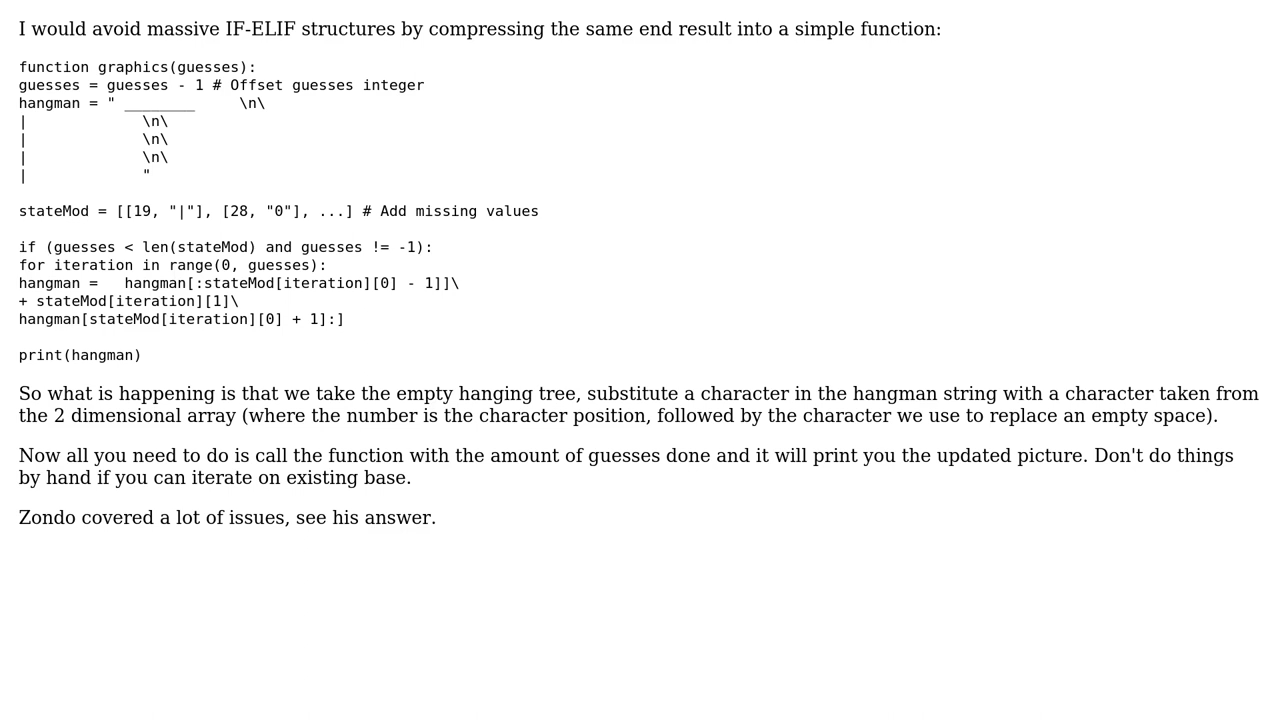 I would avoid massive IF-ELIF structures by compressing the same end result into a simple function:
function graphics(guesses):
guesses = guesses - 1 # Offset guesses integer
hangman = " ________     \n\
|             \n\
|             \n\
|             \n\
|             "
stateMod = [[19, "|"], [28, "0"], ...] # Add missing values
if (guesses < len(stateMod) and guesses != -1):
for iteration in range(0, guesses):
hangman =   hangman[:stateMod[iteration][0] - 1]]\
+ stateMod[iteration][1]\
hangman[stateMod[iteration][0] + 1]:]
print(hangman)
So what is happening is that we take the empty hanging tree, substitute a character in the hangman string with a character taken from
the 2 dimensional array (where the number is the character position, followed by the character we use to replace an empty space).
Now all you need to do is call the function with the amount of guesses done and it will print you the updated picture. Don't do things
by hand if you can iterate on existing base.
Zondo covered a lot of issues, see his answer.